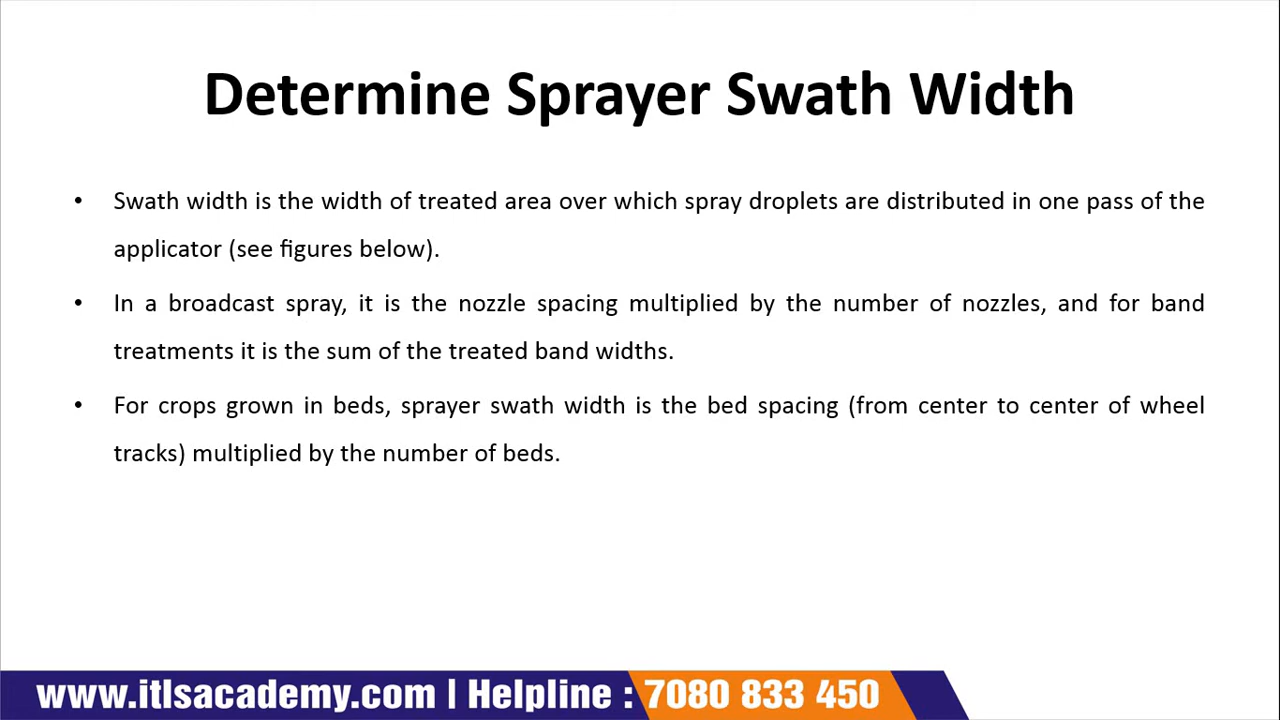 Determine Sprayer Swath Width
• Swath width is the width of treated area over which spray droplets are distributed in one pass of the
applicator (see figures below).
• In a broadcast spray, it is the nozzle spacing multiplied by the number of nozzles, and for band
treatments it is the sum of the treated band widths.
• For crops grown in beds, sprayer swath width is the bed spacing (from center to center of wheel
tracks) multiplied by the number of beds.
www.itlsacademy.com | Helpline : 7080 833 450